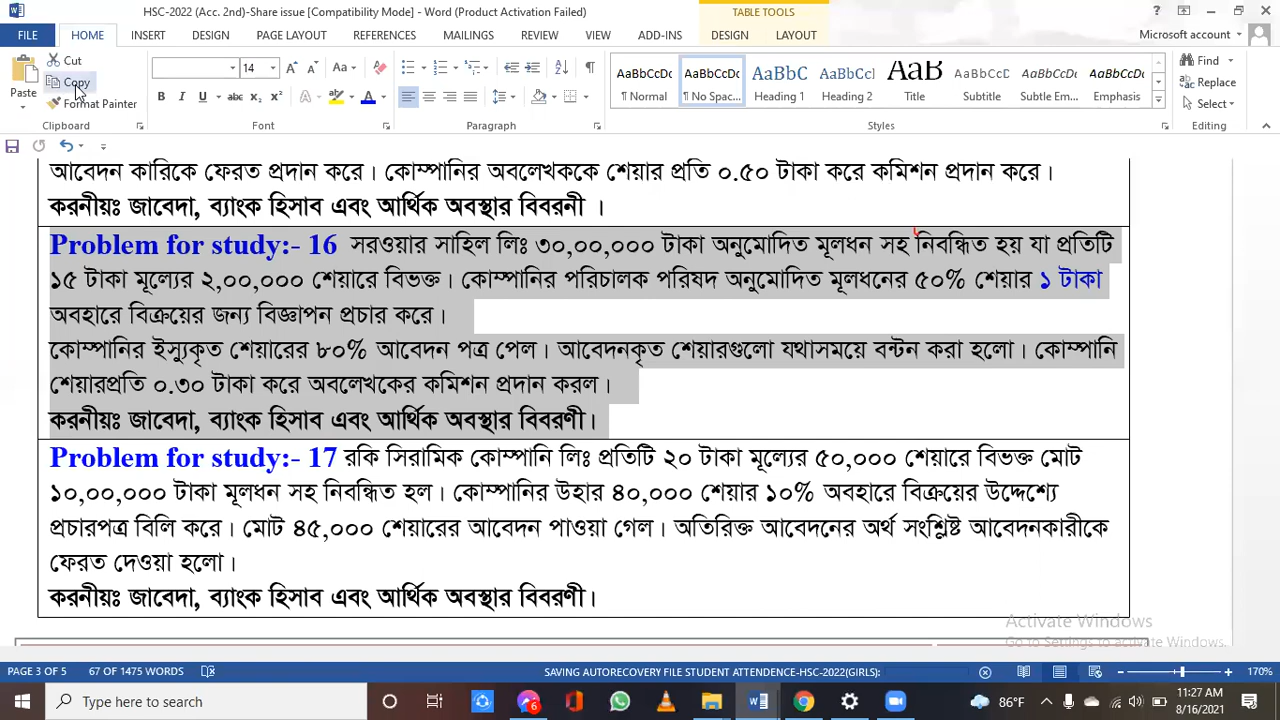 HSC-2022 (Acc. 2nd)-Share issue [Compatibility Mode] - Word (Product Activation Failed)
TABLE TOOLS
FILE HOME INSERT DESIGN PAGE LAYOUT REFERENCES MAILINGS REVIEW VIEW ADD-INS DESIGN LAYOUT
Microsoft account
Cut
Copy
Format Painter
Paste
14
AaBbCcDc AaBbCcDc AaBbCc AaBbCc AaB AaBbCcC AaBbCcDc AaBbCcDc
¶ Normal ¶ No Spac... Heading 1 Heading 2 Title Subtitle Subtle Em... Emphasis
Find
Replace
Select
Clipboard Font Paragraph Styles Editing
আবেদন কারিকে ফেরত প্রদান করে। কোম্পানির অবলেখককে শেয়ার প্রতি ০.৫০ টাকা করে কমিশন প্রদান করে।
করনীয়ঃ জাবেদা, ব্যাংক হিসাব এবং আর্থিক অবস্থার বিবরনী ।
Problem for study:- 16 সরওয়ার সাহিল লিঃ ৩০,০০,০০০ টাকা অনুমোদিত মূলধন সহ নিবন্ধিত হয় যা প্রতিটি
১৫ টাকা মূল্যের ২,০০,০০০ শেয়ারে বিভক্ত। কোম্পানির পরিচালক পরিষদ অনুমোদিত মূলধনের ৫০% শেয়ার ১ টাকা
অবহারে বিক্রয়ের জন্য বিজ্ঞাপন প্রচার করে।
কোম্পানির ইস্যুকৃত শেয়ারের ৮০% আবেদন পত্র পেল। আবেদনকৃত শেয়ারগুলো যথাসময়ে বন্টন করা হলো। কোম্পানি
শেয়ারপ্রতি ০.৩০ টাকা করে অবলেখকের কমিশন প্রদান করল।
করনীয়ঃ জাবেদা, ব্যাংক হিসাব এবং আর্থিক অবস্থার বিবরণী।
Problem for study:- 17 রকি সিরামিক কোম্পানি লিঃ প্রতিটি ২০ টাকা মূল্যের ৫০,০০০ শেয়ারে বিভক্ত মোট
১০,০০,০০০ টাকা মূলধন সহ নিবন্ধিত হল। কোম্পানির উহার ৪০,০০০ শেয়ার ১০% অবহারে বিক্রয়ের উদ্দেশ্যে
প্রচারপত্র বিলি করে। মোট ৪৫,০০০ শেয়ারের আবেদন পাওয়া গেল। অতিরিক্ত আবেদনের অর্থ সংশ্লিষ্ট আবেদনকারীকে
ফেরত দেওয়া হলো।
করনীয়ঃ জাবেদা, ব্যাংক হিসাব এবং আর্থিক অবস্থার বিবরণী।
Activate Windows
Go to Settings to activate Windows.
PAGE 3 OF 5 67 OF 1475 WORDS SAVING AUTORECOVERY FILE STUDENT ATTENDENCE-HSC-2022(GIRLS): 170%
Type here to search
86°F
11:27 AM
8/16/2021